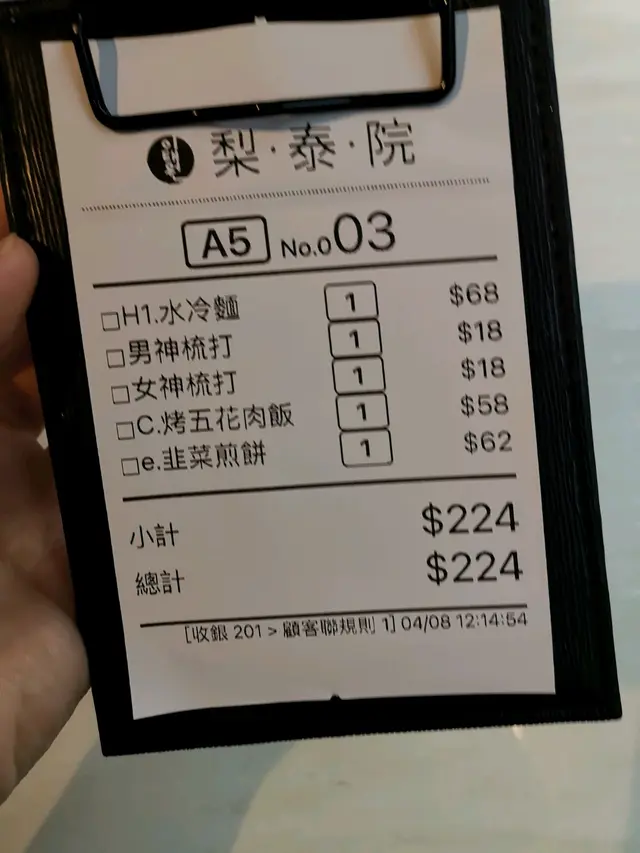 梨·泰·院
A5 No.003
□H1.水冷麵 1 $68
□男神梳打 1 $18
□女神梳打 1 $18
□C.烤五花肉飯 1 $58
□e.韭菜煎餅 1 $62
小計 $224
總計 $224
[收銀 201 > 顧客聯規則 1] 04/08 12:14:54